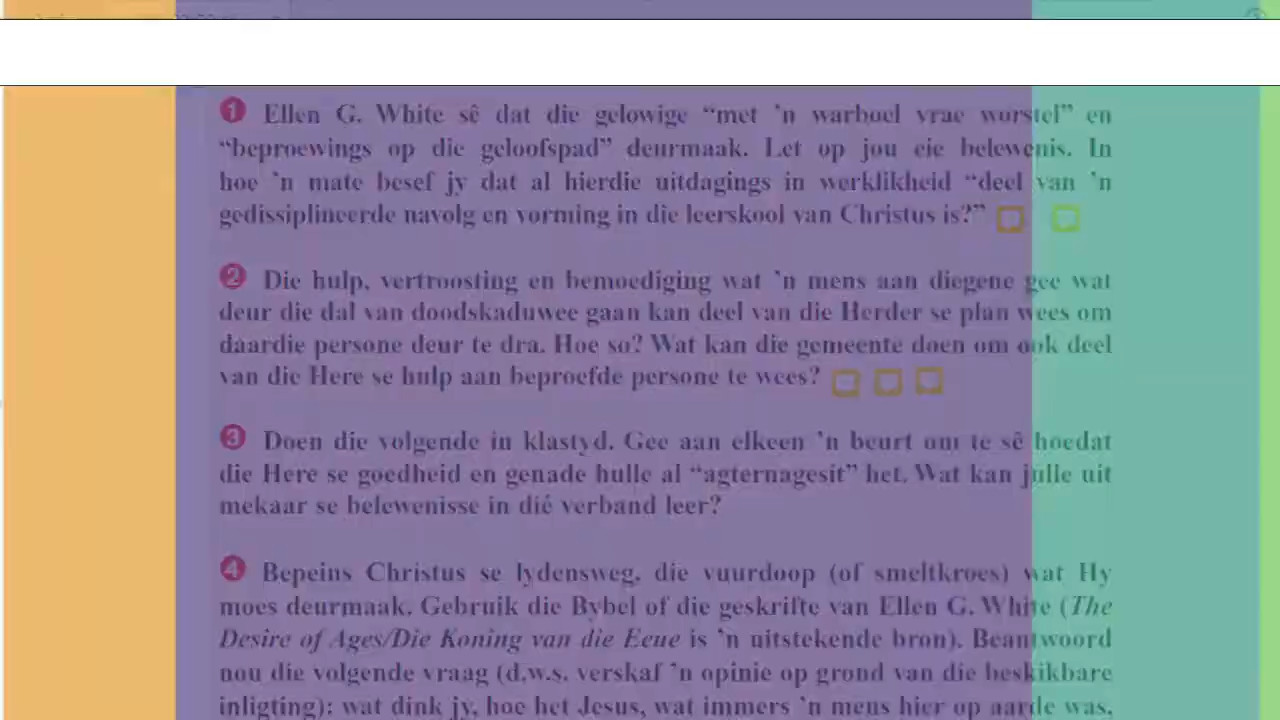 1 Ellen G. White sê dat die gelowige “met ’n warboel vrae worstel” en
“beproewings op die geloofspad” deurmaak. Let op jou eie belewenis. In
hoe ’n mate besef jy dat al hierdie uitdagings in werklikheid “deel van ’n
gedissiplineerde navolg en vorming in die leerskool van Christus is?”
2 Die hulp, vertroosting en bemoediging wat ’n mens aan diegene gee wat
deur die dal van doodskaduwee gaan kan deel van die Herder se plan wees om
daardie persone deur te dra. Hoe so? Wat kan die gemeente doen om ook deel
van die Here se hulp aan beproefde persone te wees?
3 Doen die volgende in klastyd. Gee aan elkeen ’n beurt om te sê hoedat
die Here se goedheid en genade hulle al “agternagesit” het. Wat kan julle uit
mekaar se belewenisse in dié verband leer?
4 Bepeins Christus se lydensweg, die vuurdoop (of smeltkroes) wat Hy
moes deurmaak. Gebruik die Bybel of die geskrifte van Ellen G. White (The
Desire of Ages/Die Koning van die Eeue is ’n uitstekende bron). Beantwoord
nou die volgende vraag (d.w.s. verskaf ’n opinie op grond van die beskikbare
inligting): wat dink jy, hoe het Jesus, wat immers ’n mens hier op aarde was,